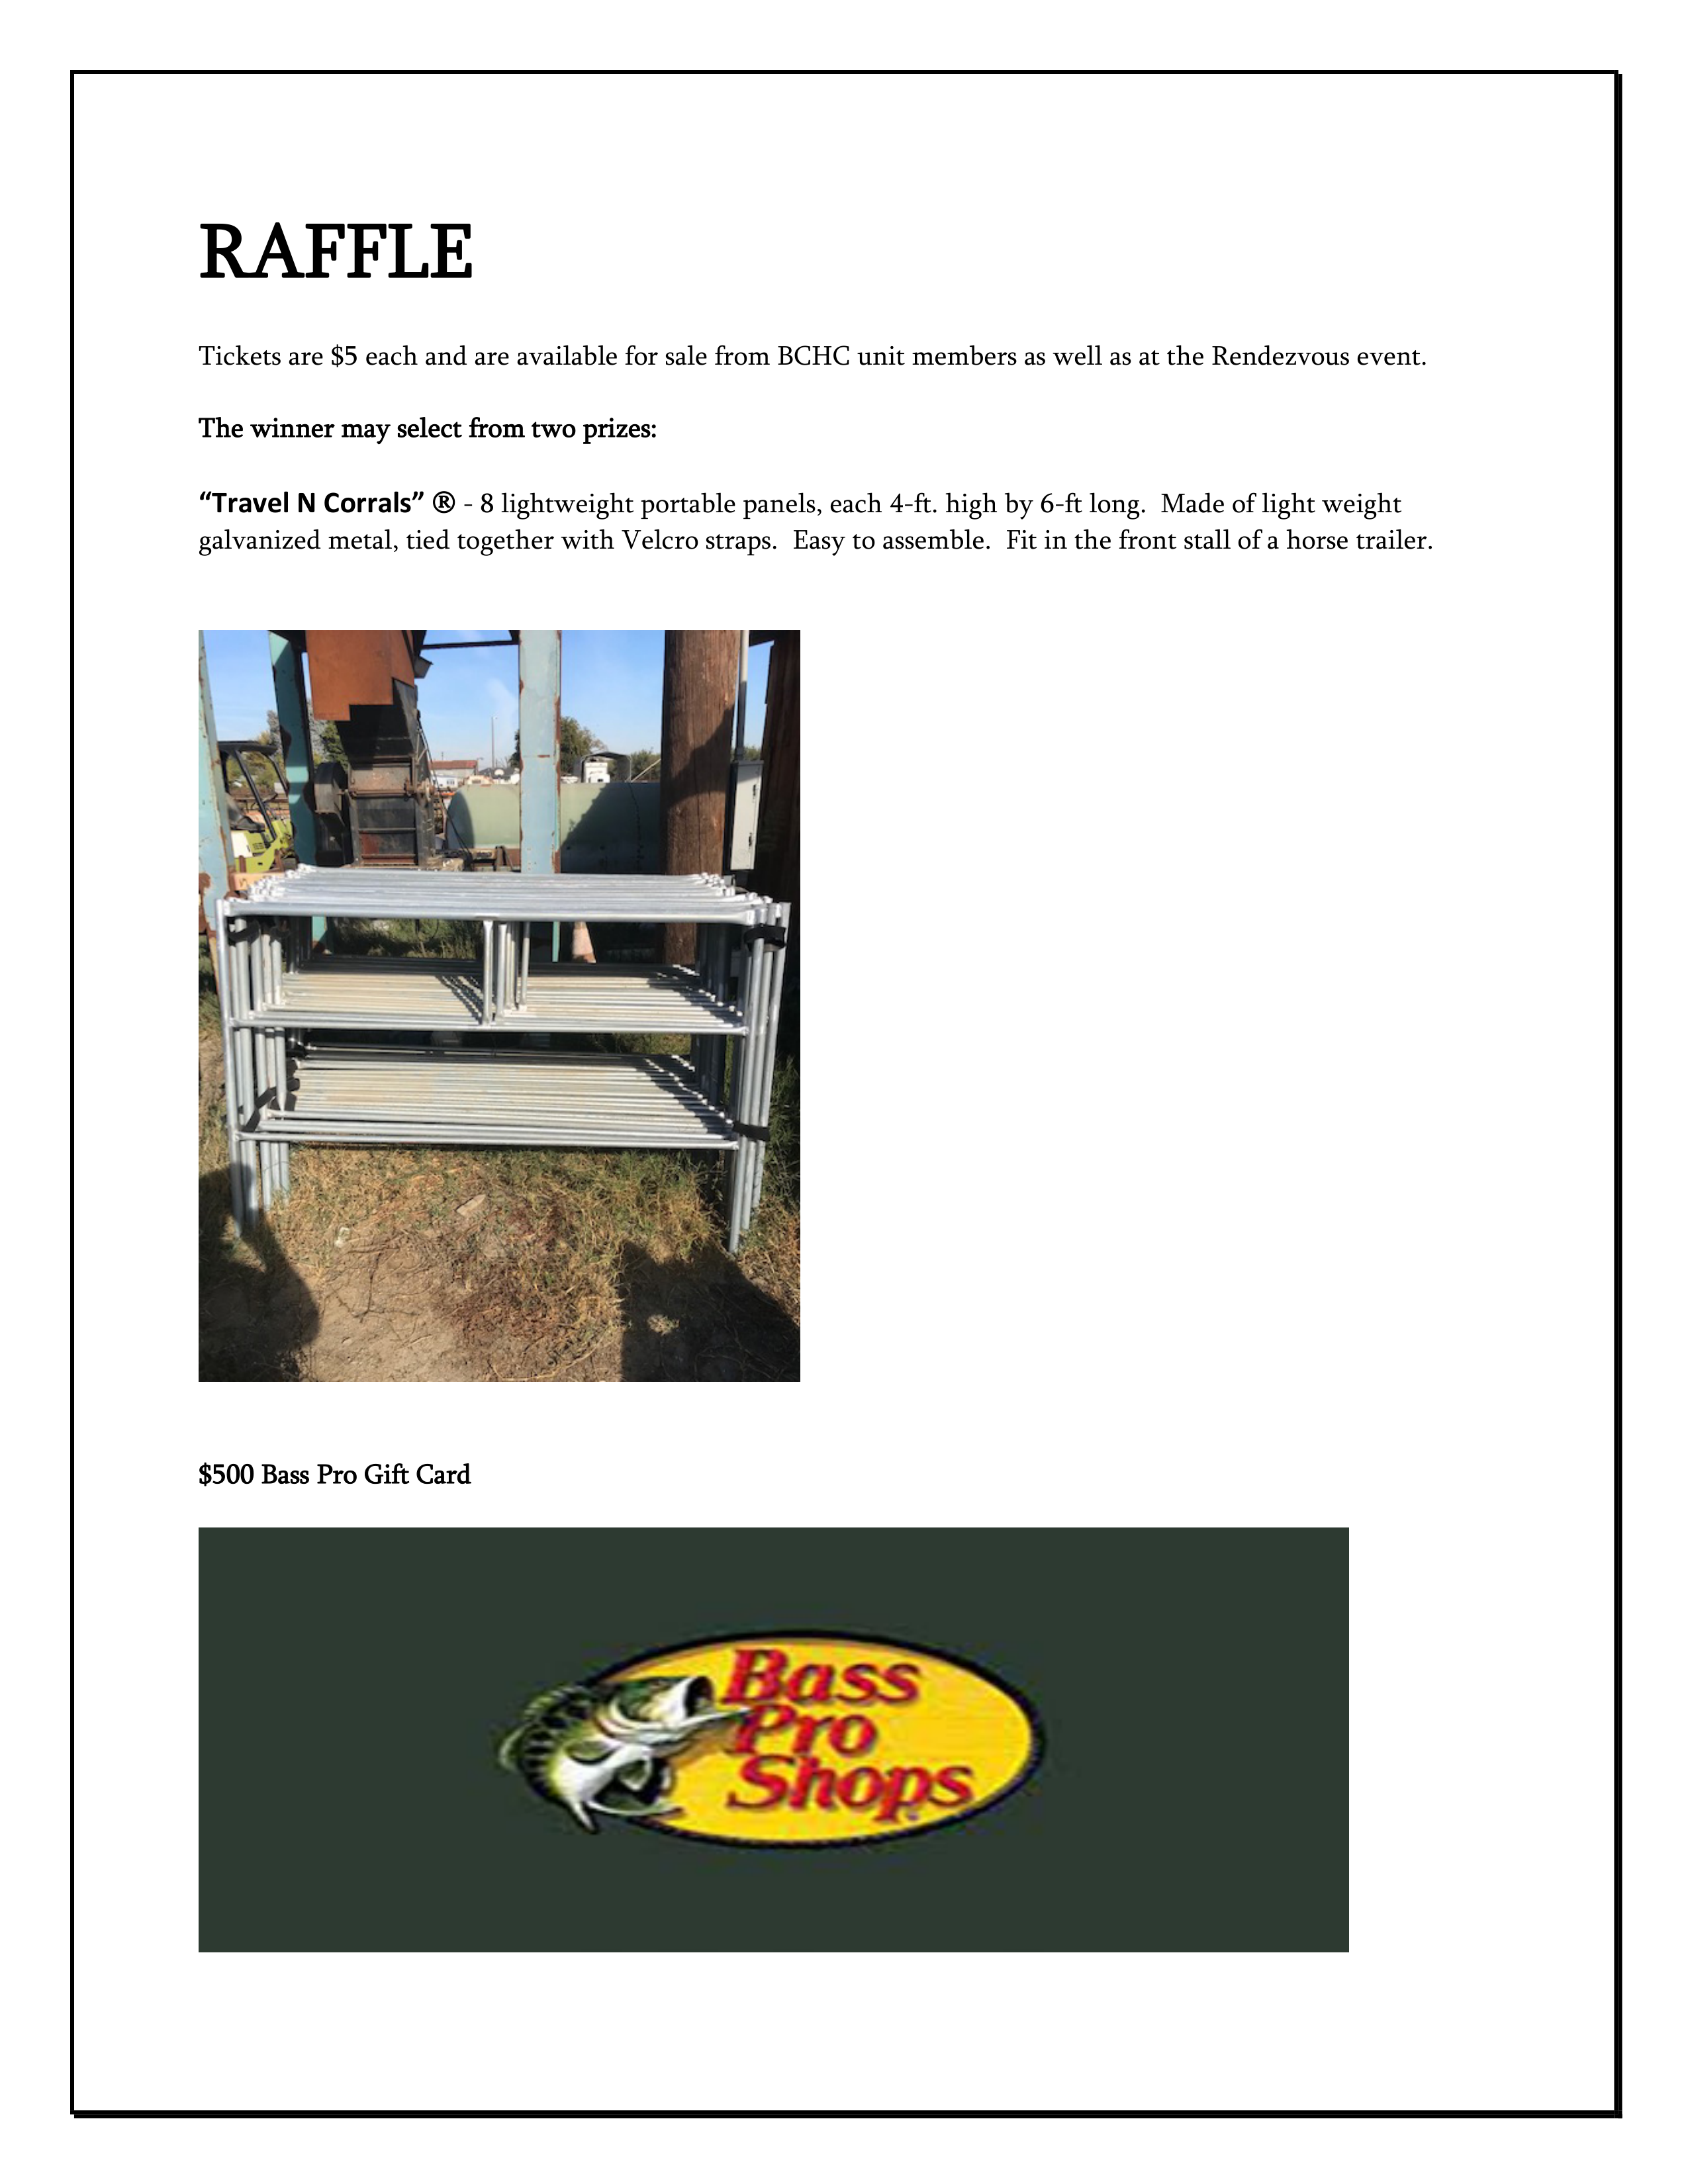 RAFFLE
Tickets are $5 each and are available for sale from BCHC unit members as well as at the Rendezvous event.
The winner may select from two prizes:
“Travel N Corrals” ® - 8 lightweight portable panels, each 4-ft. high by 6-ft long.  Made of light weight
galvanized metal, tied together with Velcro straps.  Easy to assemble.  Fit in the front stall of a horse trailer.
$500 Bass Pro Gift Card
Bass
Pro
Shops